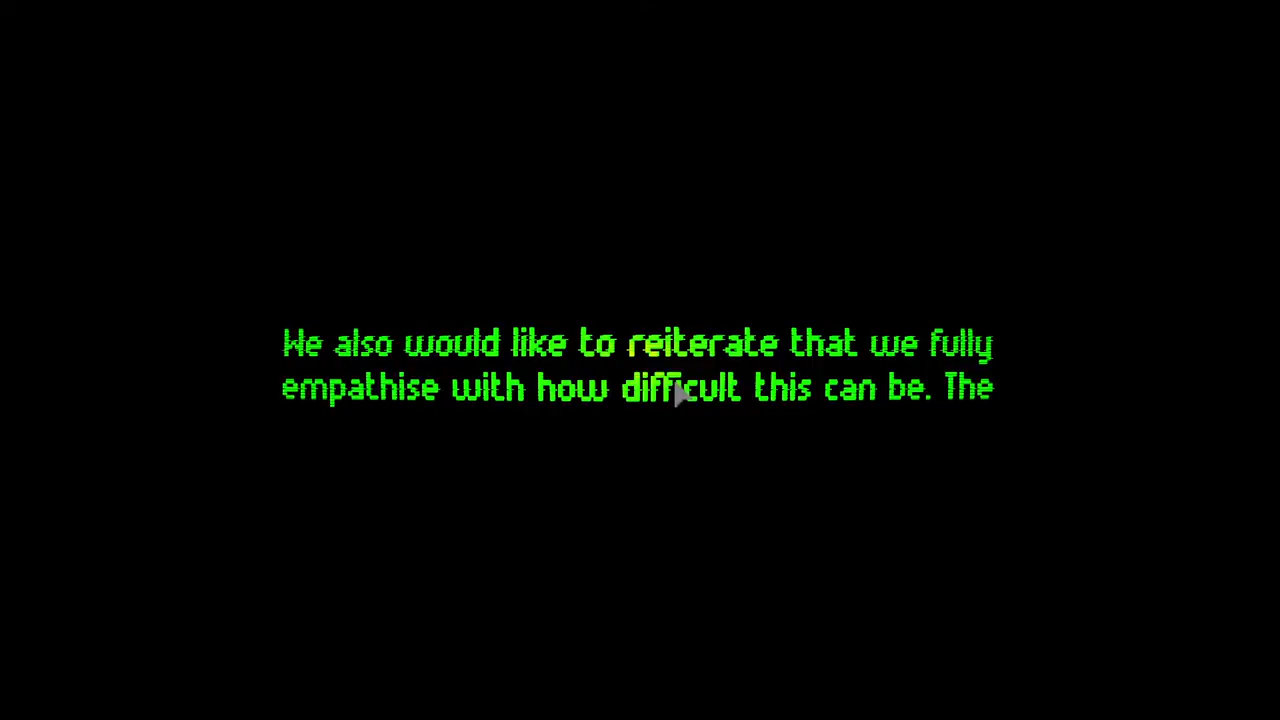 We also would like to reiterate that we fully
empathise with how difficult this can be. The